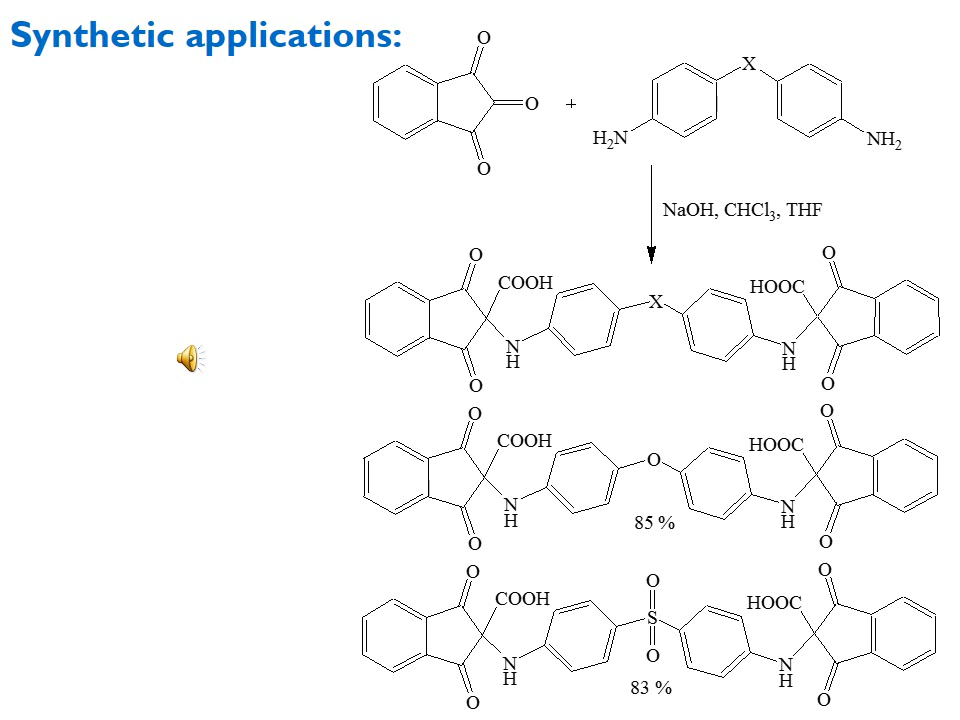 Synthetic applications:
O
O
O
+
X
H₂N
NH₂
NaOH, CHCl₃, THF
O
COOH
X
HOOC
O
N
H
N
H
O
O
O
COOH
O
HOOC
O
N
H
85 %
N
H
O
O
O
COOH
O
S
O
HOOC
O
N
H
83 %
N
H
O
O